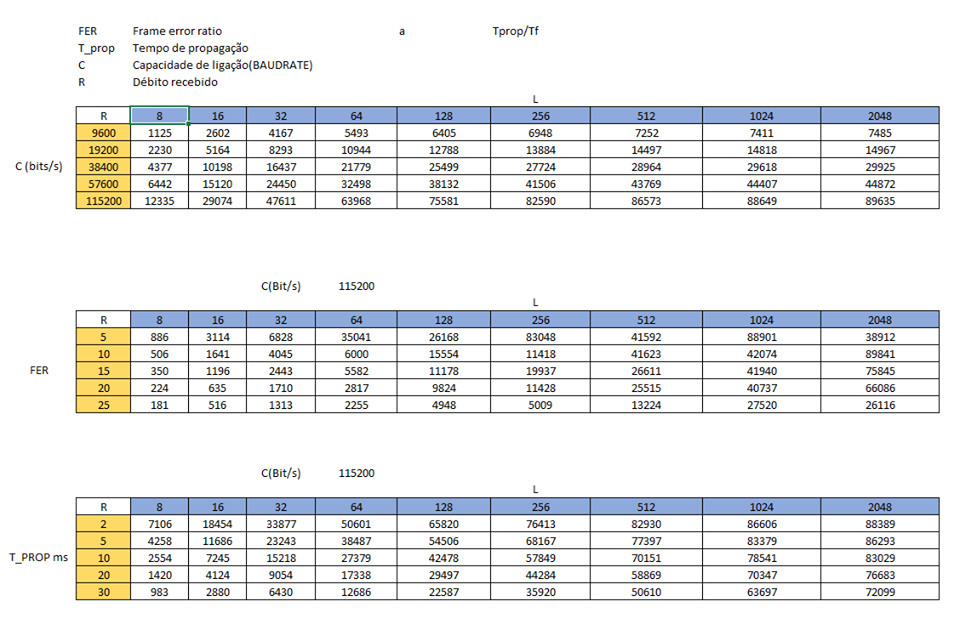 FER Frame error ratio a Tprop/Tf
T_prop Tempo de propagação
C Capacidade de ligação(BAUDRATE)
R Débito recebido
L
R 8 16 32 64 128 256 512 1024 2048
9600 1125 2602 4167 5493 6405 6948 7252 7411 7485
19200 2230 5164 8293 10944 12788 13884 14497 14818 14967
C (bits/s) 38400 4377 10198 16437 21779 25499 27724 28964 29618 29925
57600 6442 15120 24450 32498 38132 41506 43769 44407 44872
115200 12335 29074 47611 63968 75581 82590 86573 88649 89635
C(Bit/s) 115200
L
R 8 16 32 64 128 256 512 1024 2048
5 886 3114 6828 35041 26168 83048 41592 88901 38912
10 506 1641 4045 6000 15554 11418 41623 42074 89841
FER 15 350 1196 2443 5582 11178 19937 26611 41940 75845
20 224 635 1710 2817 9824 11428 25515 40737 66086
25 181 516 1313 2255 4948 5009 13224 27520 26116
C(Bit/s) 115200
L
R 8 16 32 64 128 256 512 1024 2048
2 7106 18454 33877 50601 65820 76413 82930 86606 88389
5 4258 11686 23243 38487 54506 68167 77397 83379 86293
T_PROP ms 10 2554 7245 15218 27379 42478 57849 70151 78541 83029
20 1420 4124 9054 17338 29497 44284 58869 70347 76683
30 983 2880 6430 12686 22587 35920 50610 63697 72099